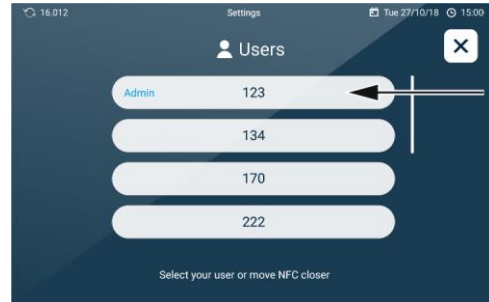 16.012
Settings
Tue 27/10/18
15:00
Users
Admin
123
134
170
222
Select your user or move NFC closer